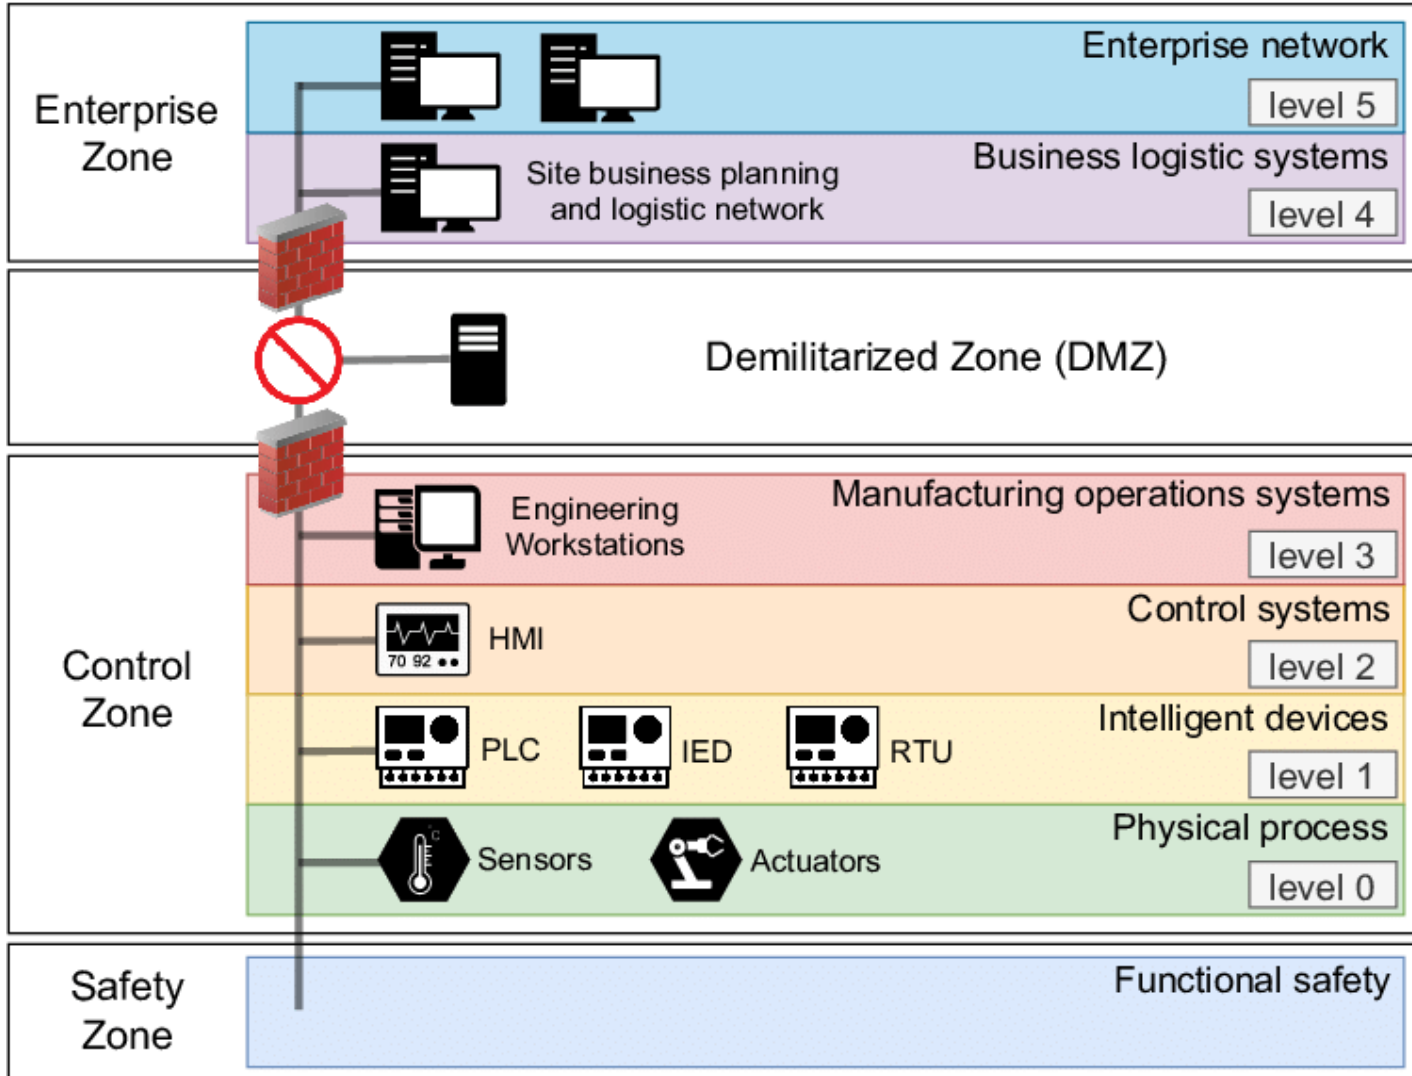 Enterprise
Zone
Enterprise network
level 5
Business logistic systems
Site business planning
and logistic network
level 4
Demilitarized Zone (DMZ)
Control
Zone
Manufacturing operations systems
Engineering
Workstations
level 3
Control systems
HMI
70 92
level 2
Intelligent devices
PLC
IED
RTU
level 1
Physical process
°C
Sensors
Actuators
level 0
Safety
Zone
Functional safety